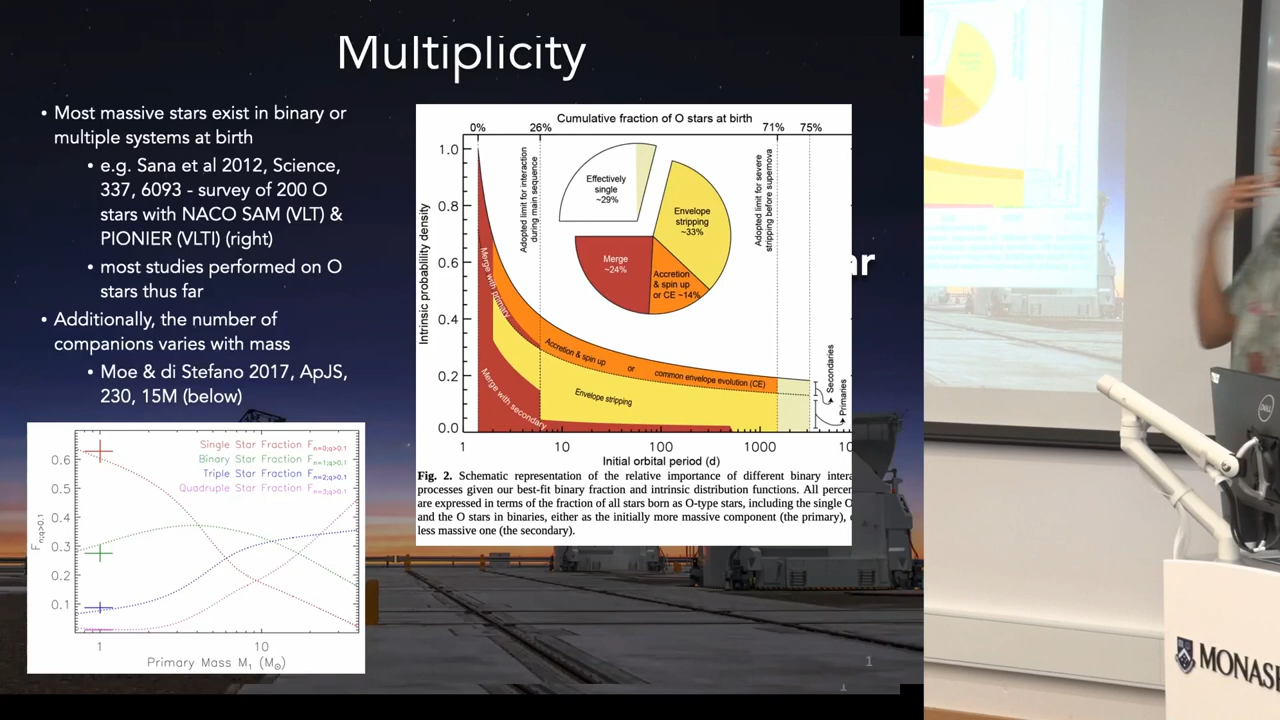 Multiplicity
• Most massive stars exist in binary or
multiple systems at birth
• e.g. Sana et al 2012, Science,
337, 6093 - survey of 200 O
stars with NACO SAM (VLT) &
PIONIER (VLTI) (right)
• most studies performed on O
stars thus far
• Additionally, the number of
companions varies with mass
• Moe & di Stefano 2017, ApJS,
230, 15M (below)
Single Star Fraction F n=0;q>0.1
Binary Star Fraction F n=1;q>0.1
Triple Star Fraction F n=2;q>0.1
Quadruple Star Fraction F n=3;q>0.1
F n;q>0.1
0.6
0.5
0.4
0.3
0.2
0.1
1 10
Primary Mass M1 (M⊙)
Cumulative fraction of O stars at birth
0% 26% 71% 75%
Intrinsic probability density
1.0
0.8
0.6
0.4
0.2
0.0
Adopted limit for interaction
during main sequence
Effectively
single
~29%
Envelope
stripping
~33%
Merge
~24%
Accretion
& spin up
or CE ~14%
Adopted limit for severe
stripping before supernova
Merge with primary
Merge with secondary
Accretion & spin up or common envelope evolution (CE)
Envelope stripping
Secondaries
Primaries
1 10 100 1000 10
Initial orbital period (d)
Fig. 2. Schematic representation of the relative importance of different binary intera
processes given our best-fit binary fraction and intrinsic distribution functions. All percen
are expressed in terms of the fraction of all stars born as O-type stars, including the single O
and the O stars in binaries, either as the initially more massive component (the primary),
less massive one (the secondary).
ar
1
1
DELL
MONAS